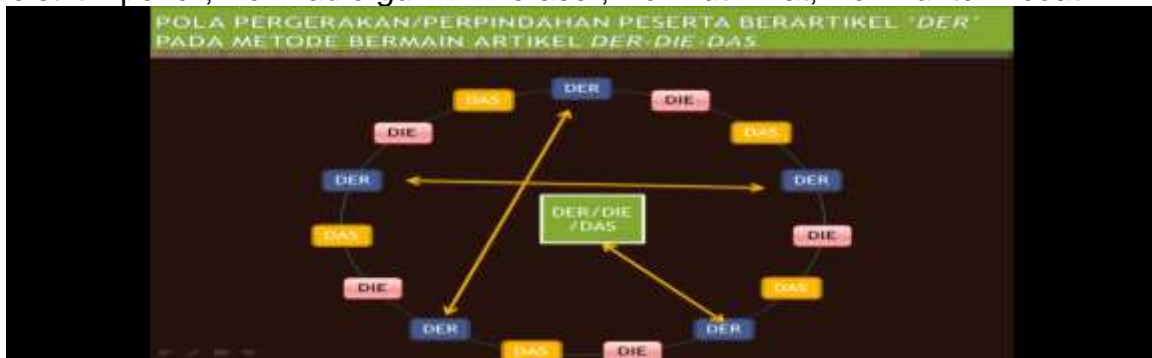 POLA PERGERAKAN/PERPINDAHAN PESERTA BERARTIKEL "DER"
PADA METODE BERMAIN ARTIKEL DER-DIE-DAS
DER
DAS
DIE
DIE
DAS
DER
DER
DER/DIE
/DAS
DAS
DIE
DIE
DAS
DER
DER
DAS
DIE